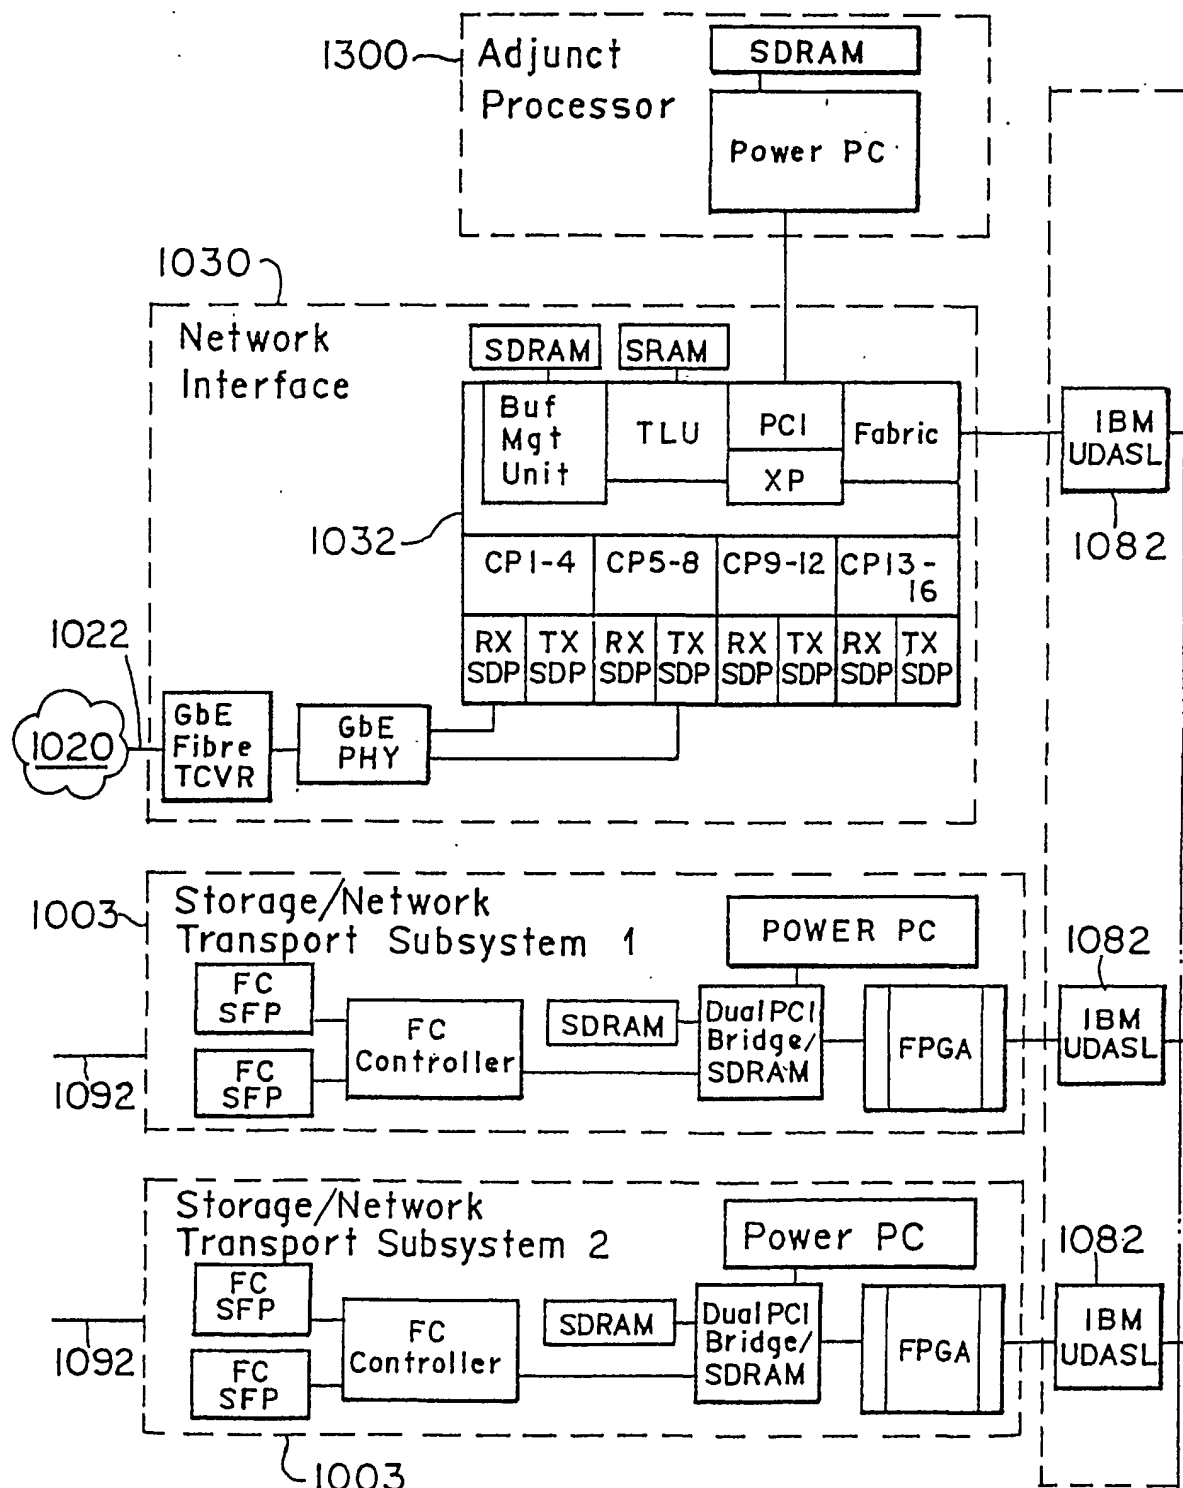 1300
Adjunct
Processor
SDRAM
Power PC
1030
Network
Interface
SDRAM
SRAM
Buf
Mgt
Unit
TLU
PCI
XP
Fabric
IBM
UDASL
1082
1032
CP1-4
CP5-8
CP9-12
CP13-
16
RX
SDP
TX
SDP
RX
SDP
TX
SDP
RX
SDP
TX
SDP
RX
SDP
TX
SDP
1022
1020
GbE
Fibre
TCVR
GbE
PHY
1003
Storage/Network
Transport Subsystem 1
POWER PC
FC
SFP
FC
SFP
FC
Controller
SDRAM
Dual PCI
Bridge/
SDRAM
FPGA
1082
IBM
UDASL
1092
Storage/Network
Transport Subsystem 2
Power PC
FC
SFP
FC
SFP
FC
Controller
SDRAM
Dual PCI
Bridge/
SDRAM
FPGA
1082
IBM
UDASL
1092
1003